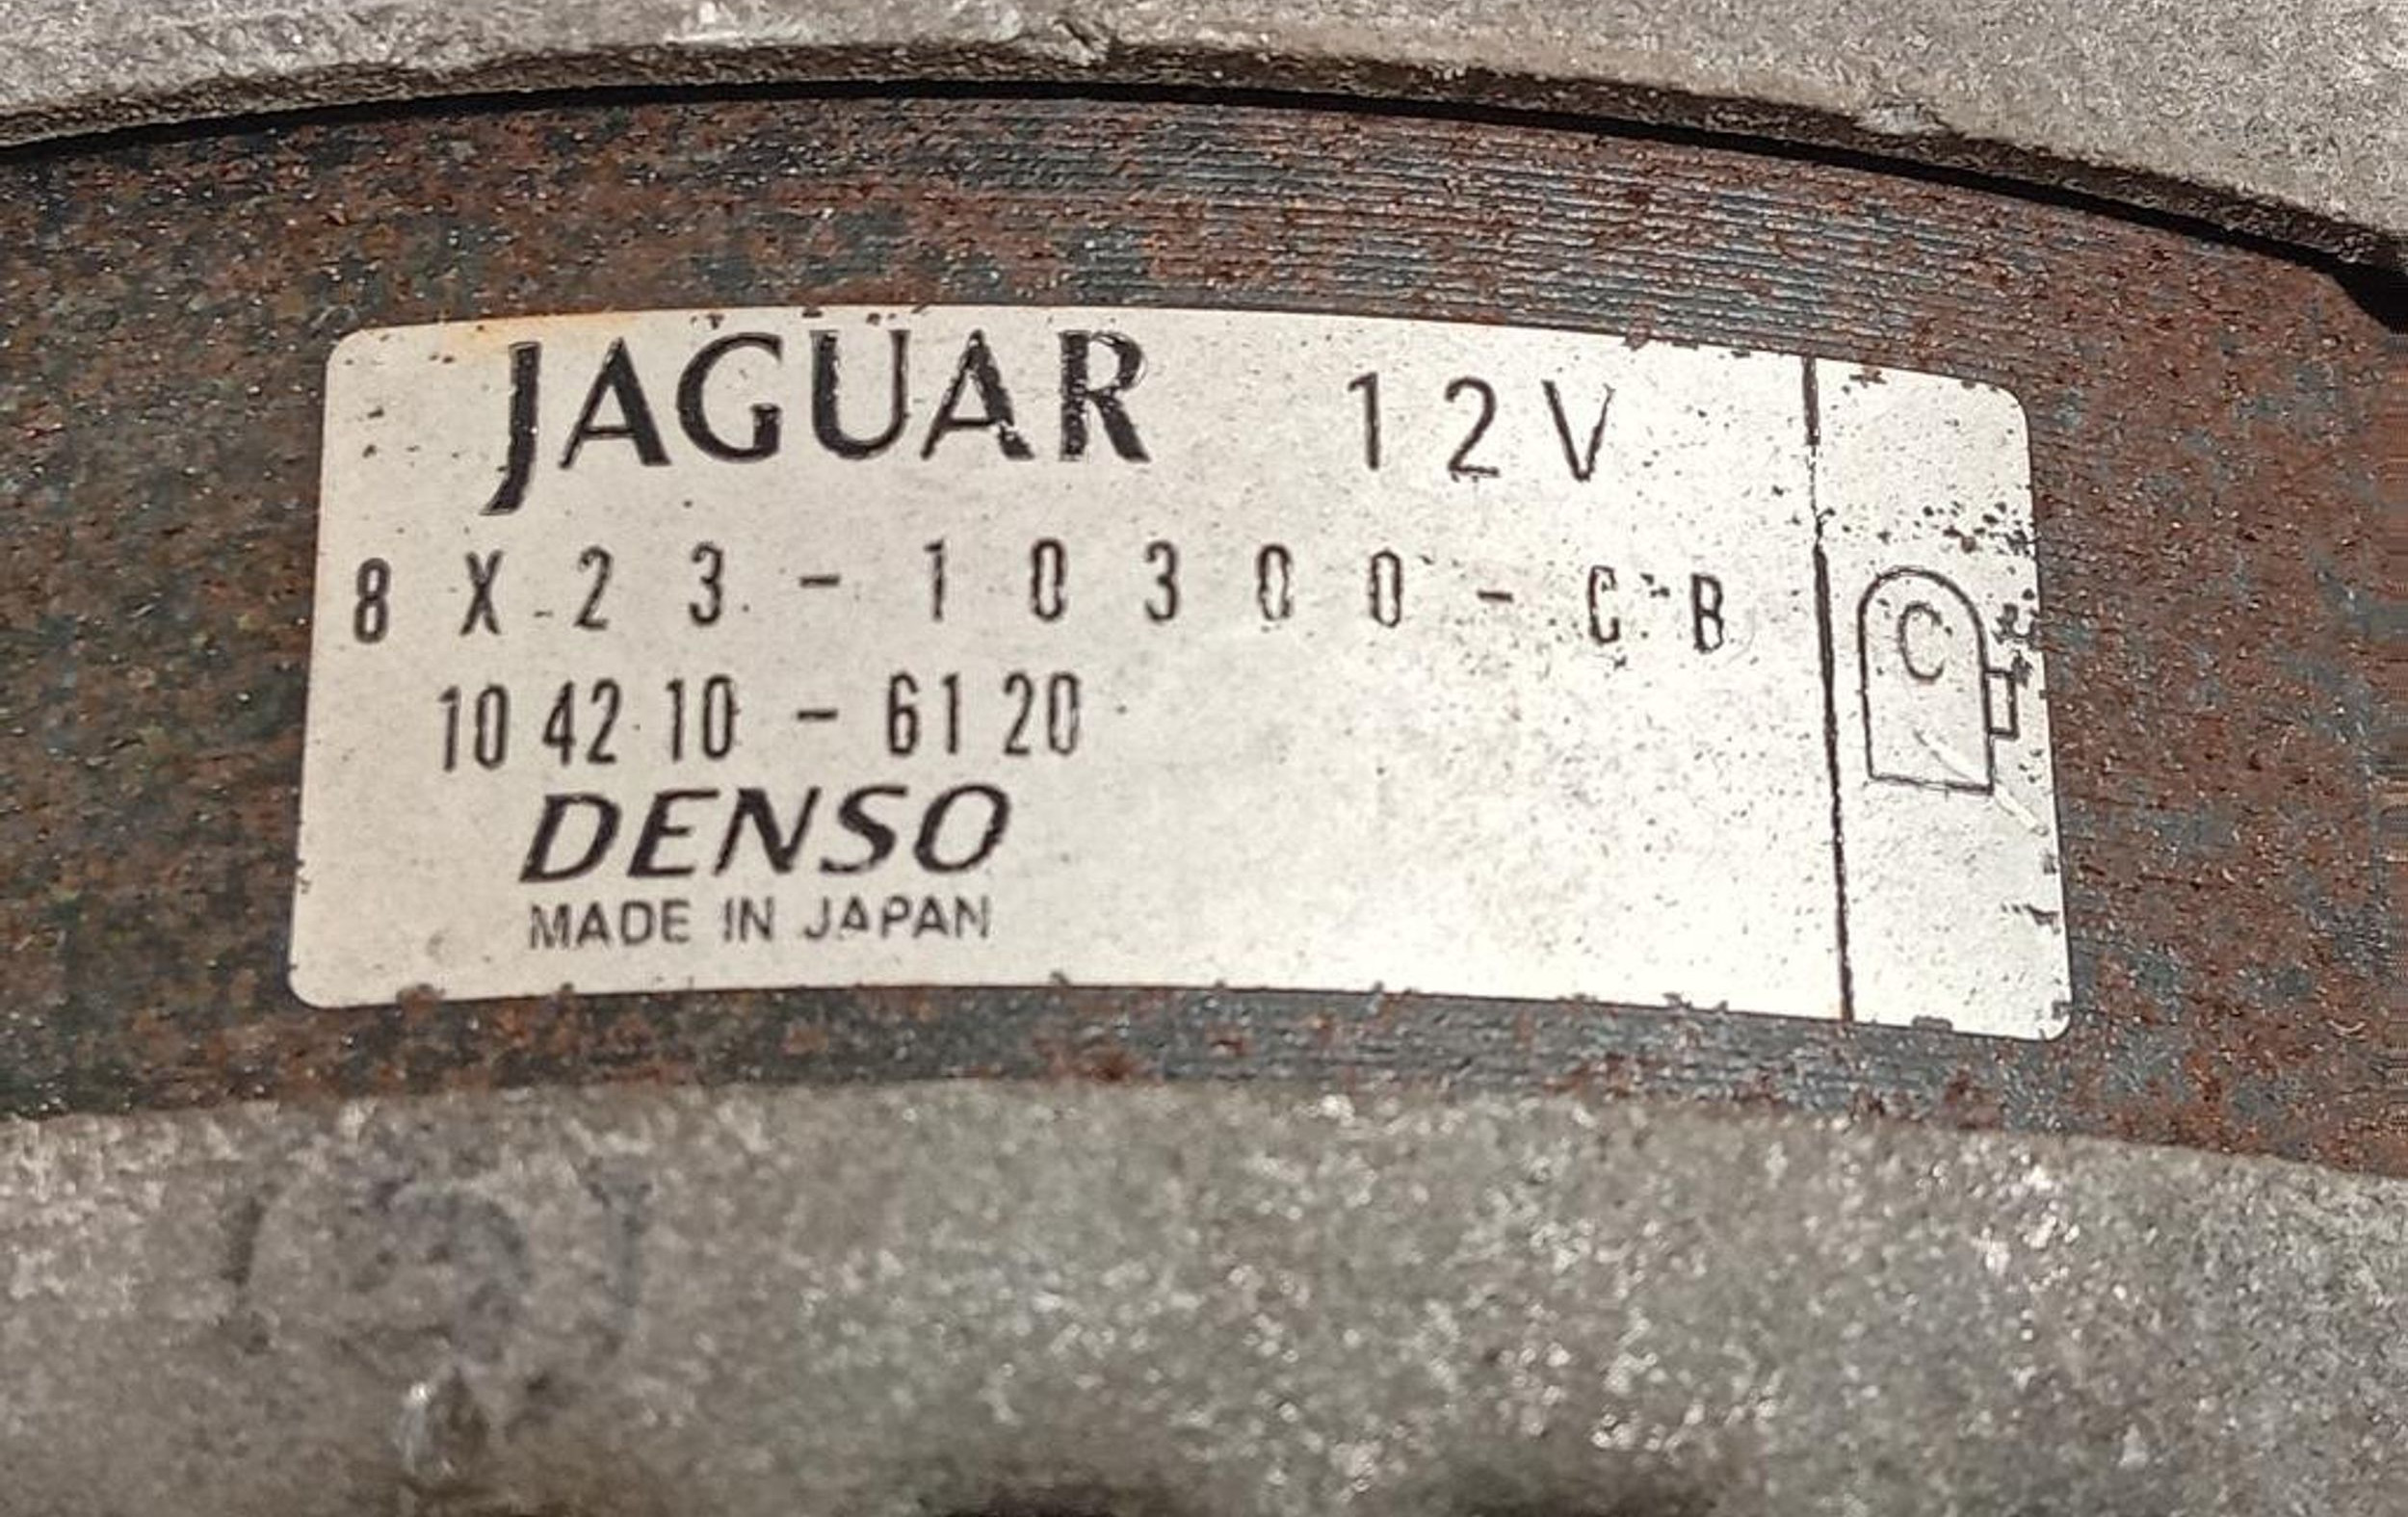 JAGUAR 12V
8X23-10300-CB
C
104210-6120
DENSO
MADE IN JAPAN